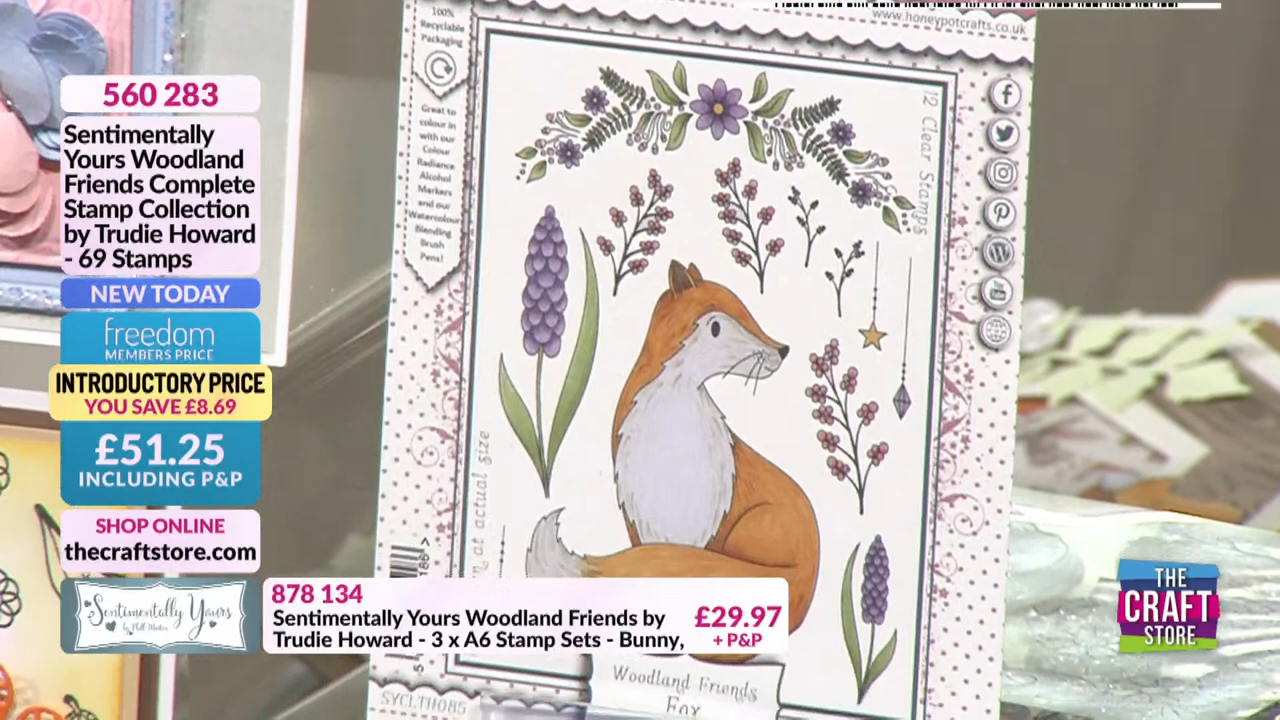 560 283
Sentimentally
Yours Woodland
Friends Complete
Stamp Collection
by Trudie Howard
- 69 Stamps
NEW TODAY
freedom
MEMBERS PRICE
INTRODUCTORY PRICE
YOU SAVE £8.69
£51.25
INCLUDING P&P
SHOP ONLINE
thecraftstore.com
Sentimentally Yours
878 134
Sentimentally Yours Woodland Friends by
Trudie Howard - 3 x A6 Stamp Sets - Bunny,
£29.97
+ P&P
100%
Recyclable
Packaging
Great to
colour in
with our
Colour
Radiance
Alcohol
Markers
and our
Watercolour
Blending
Brush
Pens!
www.honeypotcrafts.co.uk
12 Clear Stamps
at actual size
Woodland Friends
Fox
SYCLTH085
THE
CRAFT
STORE